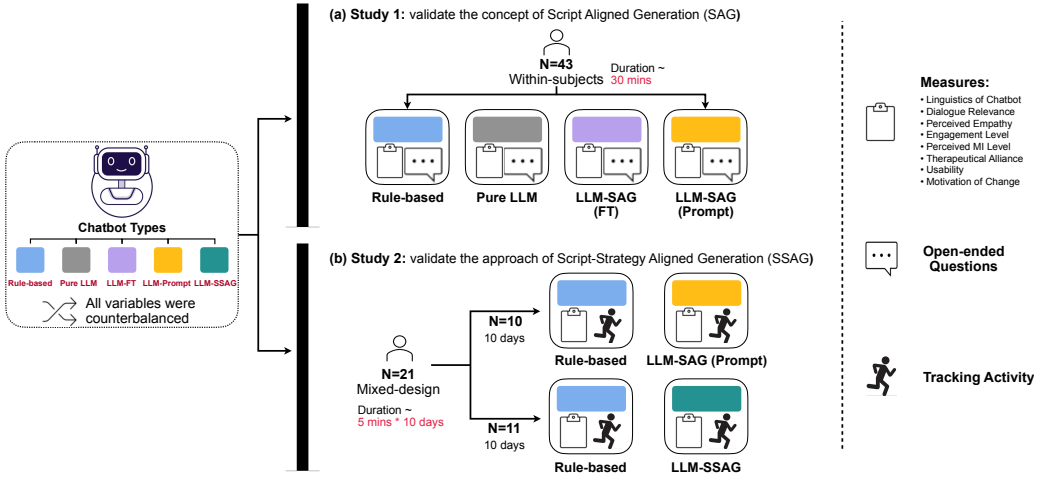 (a) Study 1: validate the concept of Script Aligned Generation (SAG)
N=43
Within-subjects
Duration ~
30 mins
Rule-based
Pure LLM
LLM-SAG
(FT)
LLM-SAG
(Prompt)
Chatbot Types
Rule-based
Pure LLM
LLM-FT
LLM-Prompt
LLM-SSAG
All variables were
counterbalanced
(b) Study 2: validate the approach of Script-Strategy Aligned Generation (SSAG)
N=21
Mixed-design
Duration ~
5 mins * 10 days
N=10
10 days
Rule-based
LLM-SAG (Prompt)
N=11
10 days
Rule-based
LLM-SSAG
Measures:
• Linguistics of Chatbot
• Dialogue Relevance
• Perceived Empathy
• Engagement Level
• Perceived MI Level
• Therapeutical Alliance
• Usability
• Motivation of Change
Open-ended
Questions
Tracking Activity